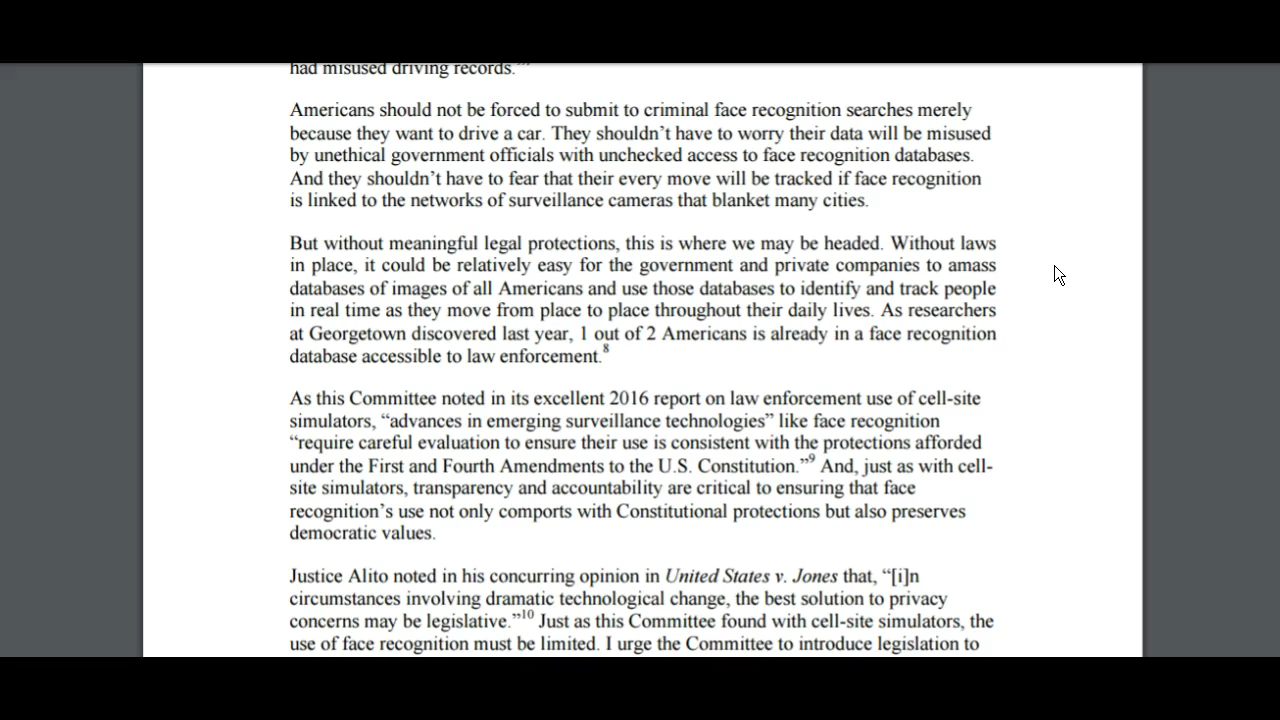 had misused driving records.”
Americans should not be forced to submit to criminal face recognition searches merely
because they want to drive a car. They shouldn’t have to worry their data will be misused
by unethical government officials with unchecked access to face recognition databases.
And they shouldn’t have to fear that their every move will be tracked if face recognition
is linked to the networks of surveillance cameras that blanket many cities.
But without meaningful legal protections, this is where we may be headed. Without laws
in place, it could be relatively easy for the government and private companies to amass
databases of images of all Americans and use those databases to identify and track people
in real time as they move from place to place throughout their daily lives. As researchers
at Georgetown discovered last year, 1 out of 2 Americans is already in a face recognition
database accessible to law enforcement.8
As this Committee noted in its excellent 2016 report on law enforcement use of cell-site
simulators, “advances in emerging surveillance technologies” like face recognition
“require careful evaluation to ensure their use is consistent with the protections afforded
under the First and Fourth Amendments to the U.S. Constitution.”9 And, just as with cell-
site simulators, transparency and accountability are critical to ensuring that face
recognition’s use not only comports with Constitutional protections but also preserves
democratic values.
Justice Alito noted in his concurring opinion in United States v. Jones that, “[i]n
circumstances involving dramatic technological change, the best solution to privacy
concerns may be legislative.”10 Just as this Committee found with cell-site simulators, the
use of face recognition must be limited. I urge the Committee to introduce legislation to